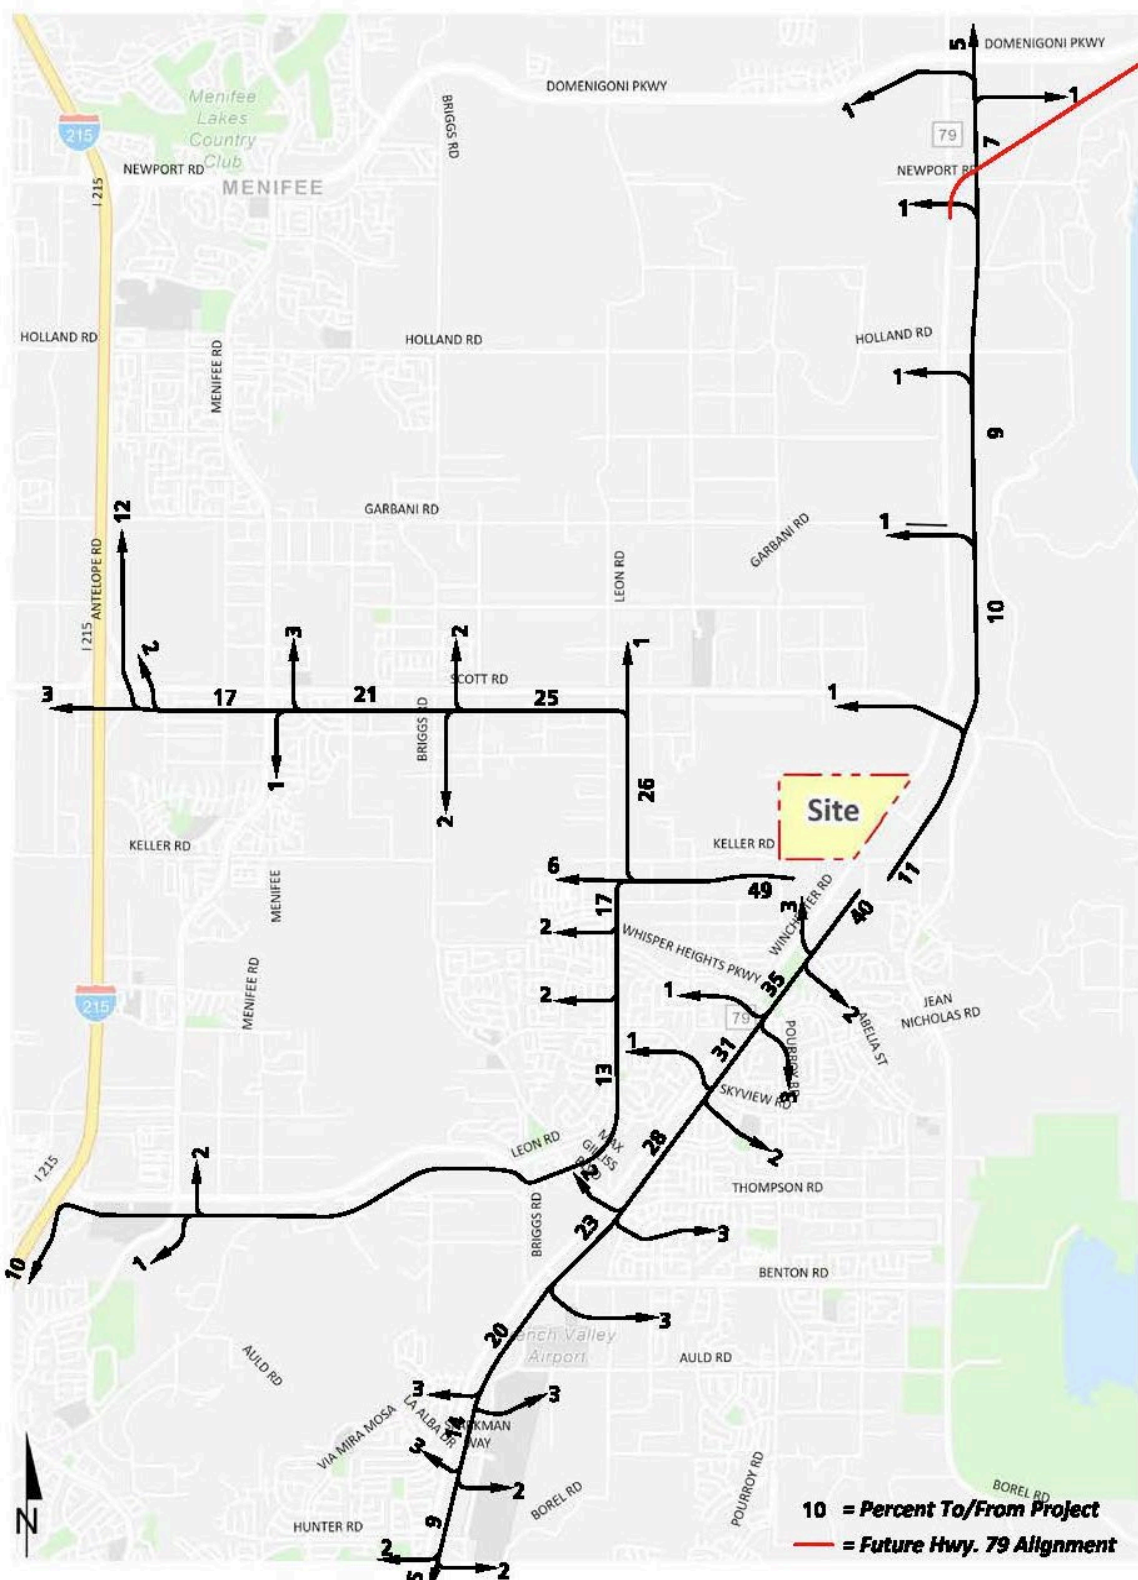 5
DOMENIGONI PKWY
DOMENIGONI PKWY
Menifee
Lakes
Country
Club
1
1
BRIGGS RD
215
79
7
NEWPORT RD
NEWPORT RD
MENIFEE
I 215
1
HOLLAND RD
HOLLAND RD
HOLLAND RD
MENIFEE RD
1
9
GARBANI RD
12
1
GARBANI RD
ANTELOPE RD
LEON RD
10
I 215
3
2
2
1
SCOTT RD
3
17
21
25
1
BRIGGS RD
1
2
26
Site
KELLER RD
KELLER RD
6
49
11
MENIFEE
17
3
40
2
WINCHESTER RD
WHISPER HEIGHTS PKWY
MENIFEE RD
2
1
35
2
JEAN
NICHOLAS RD
215
79
ABELIA ST
POURROY RD
1
31
13
3
SKYVIEW RD
LEON RD
MAX
GILLISS
BLVD
28
2
I 215
2
2
THOMPSON RD
BRIGGS RD
23
3
1
10
BENTON RD
3
20
ench Valley
Airport
AULD RD
AULD RD
3
3
LA ALBA DR
14
WAY
VIA MIRA MOSA
3
2
BOREL RD
POURROY RD
BOREL RD
N
9
HUNTER RD
2
2
5
10 = Percent To/From Project
= Future Hwy. 79 Alignment